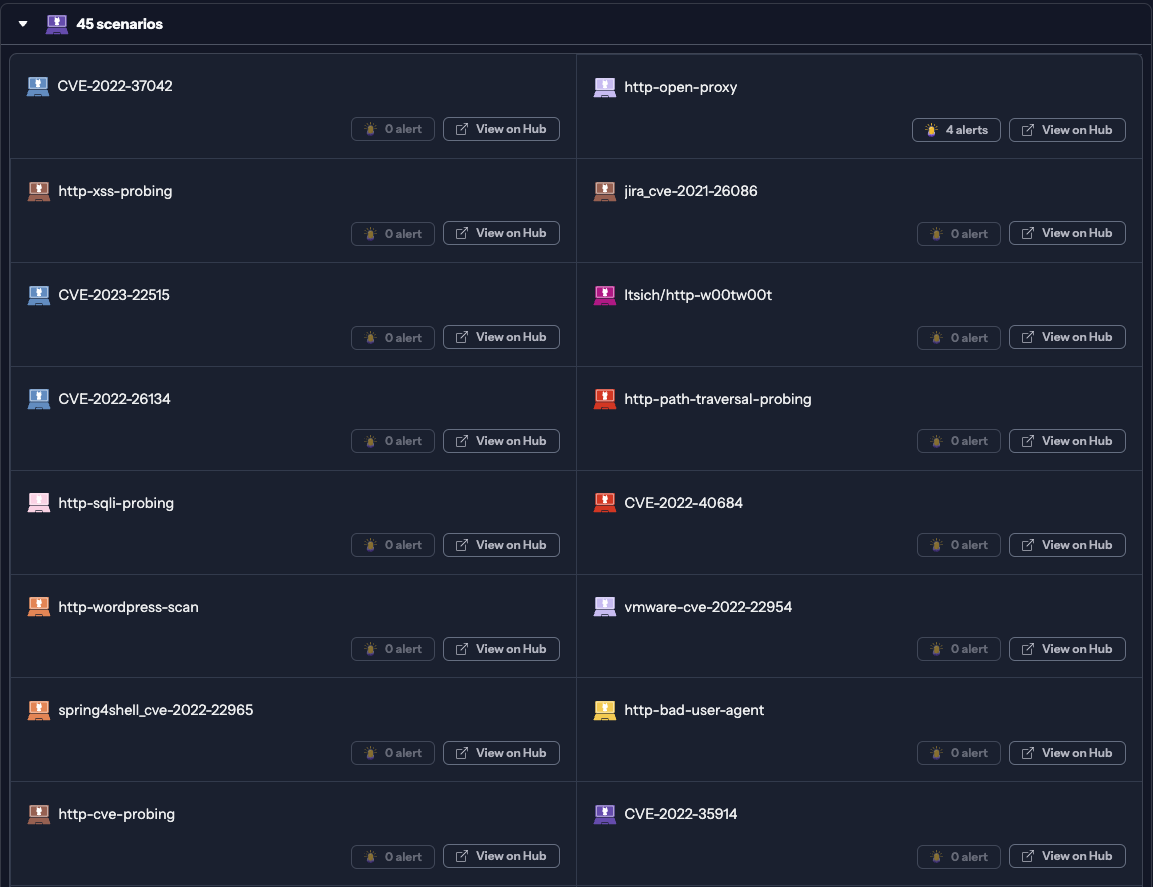 45 scenarios
CVE-2022-37042
0 alert View on Hub
http-open-proxy
4 alerts View on Hub
http-xss-probing
0 alert View on Hub
jira_cve-2021-26086
0 alert View on Hub
CVE-2023-22515
0 alert View on Hub
ltsich/http-w00tw00t
0 alert View on Hub
CVE-2022-26134
0 alert View on Hub
http-path-traversal-probing
0 alert View on Hub
http-sqli-probing
0 alert View on Hub
CVE-2022-40684
0 alert View on Hub
http-wordpress-scan
0 alert View on Hub
vmware-cve-2022-22954
0 alert View on Hub
spring4shell_cve-2022-22965
0 alert View on Hub
http-bad-user-agent
0 alert View on Hub
http-cve-probing
0 alert View on Hub
CVE-2022-35914
0 alert View on Hub